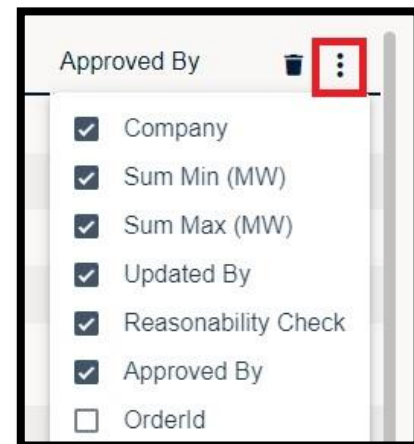 Approved By
Company
Sum Min (MW)
Sum Max (MW)
Updated By
Reasonability Check
Approved By
OrderId